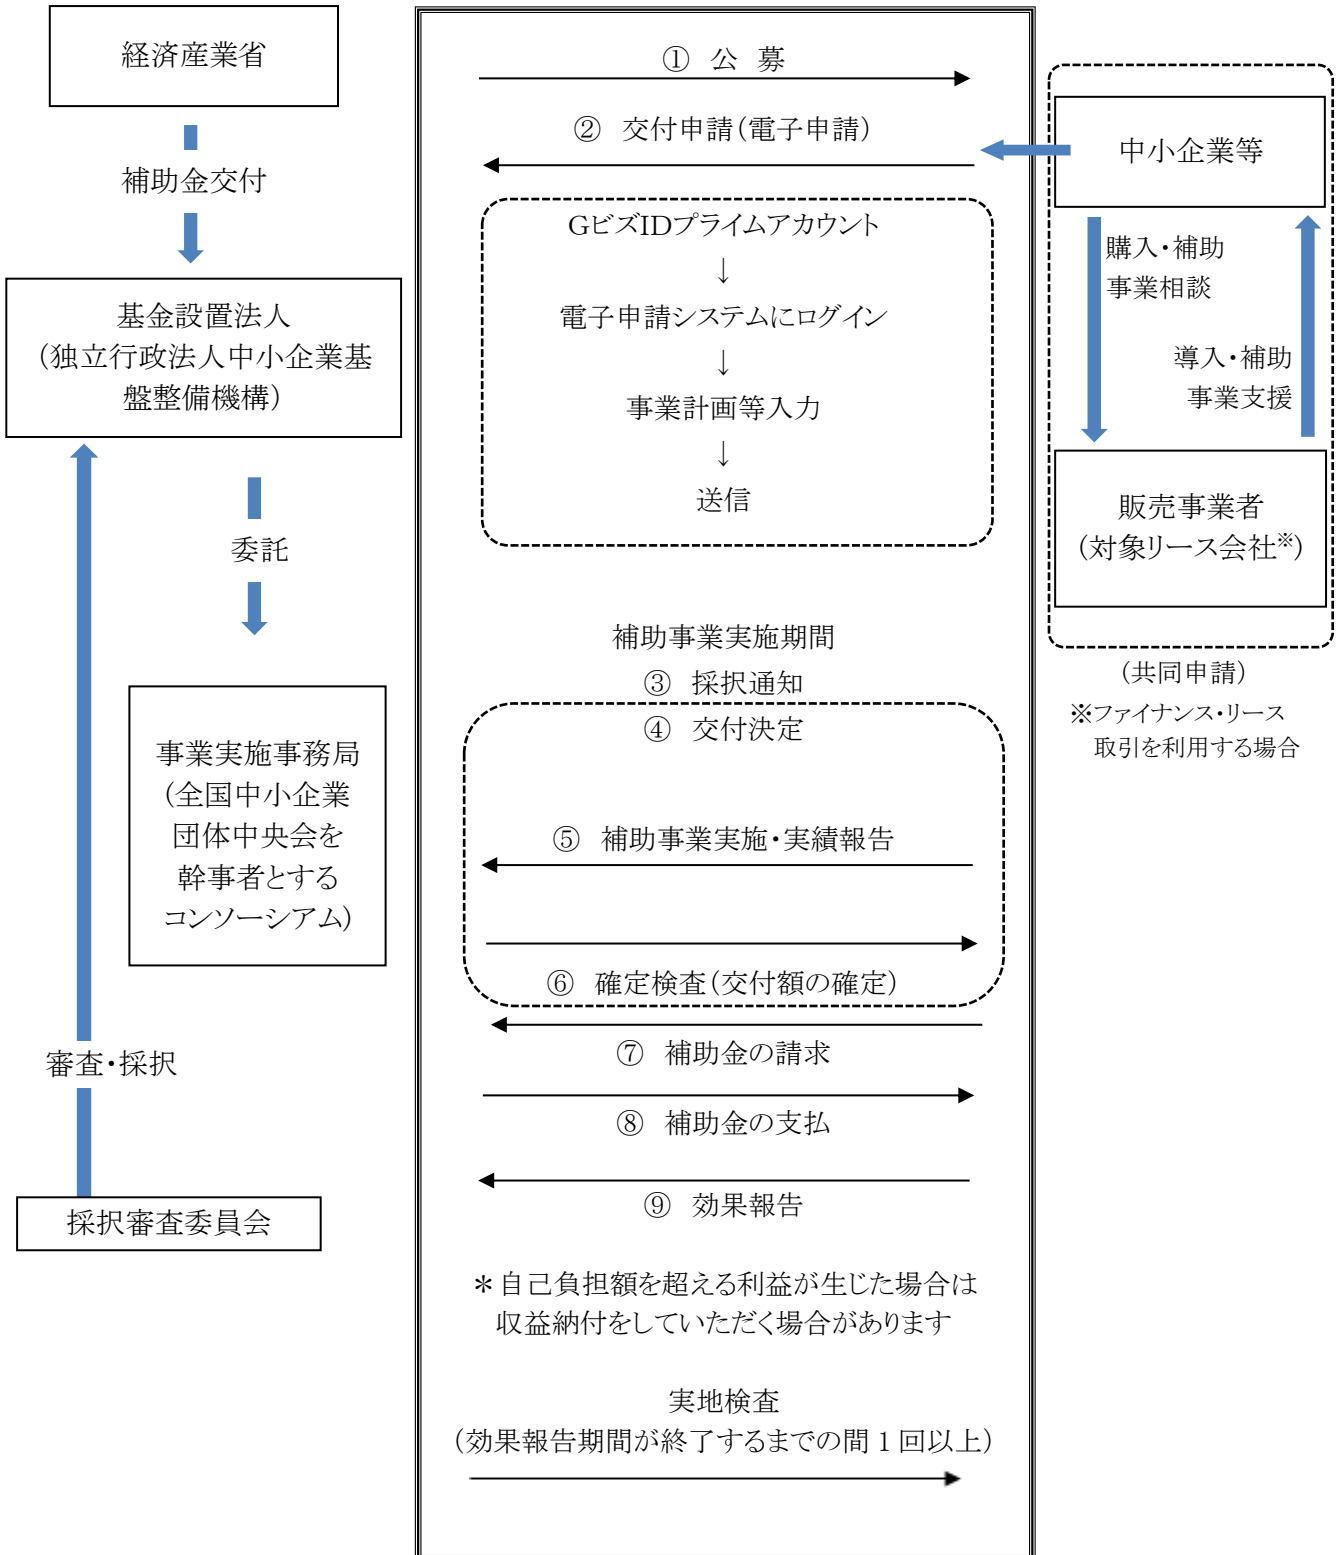 経済産業省
補助金交付
基金設置法人
（独立行政法人中小企業基
盤整備機構）
委託
事業実施事務局
（全国中小企業
団体中央会を
幹事者とする
コンソーシアム）
審査・採択
採択審査委員会
① 公 募
② 交付申請（電子申請）
GビズIDプライムアカウント
↓
電子申請システムにログイン
↓
事業計画等入力
↓
送信
補助事業実施期間
③ 採択通知
④ 交付決定
⑤ 補助事業実施・実績報告
⑥ 確定検査（交付額の確定）
⑦ 補助金の請求
⑧ 補助金の支払
⑨ 効果報告
＊自己負担額を超える利益が生じた場合は
収益納付をしていただく場合があります
実地検査
（効果報告期間が終了するまでの間 1 回以上）
中小企業等
購入・補助
事業相談
導入・補助
事業支援
販売事業者
（対象リース会社※）
（共同申請）
※ファイナンス・リース
取引を利用する場合